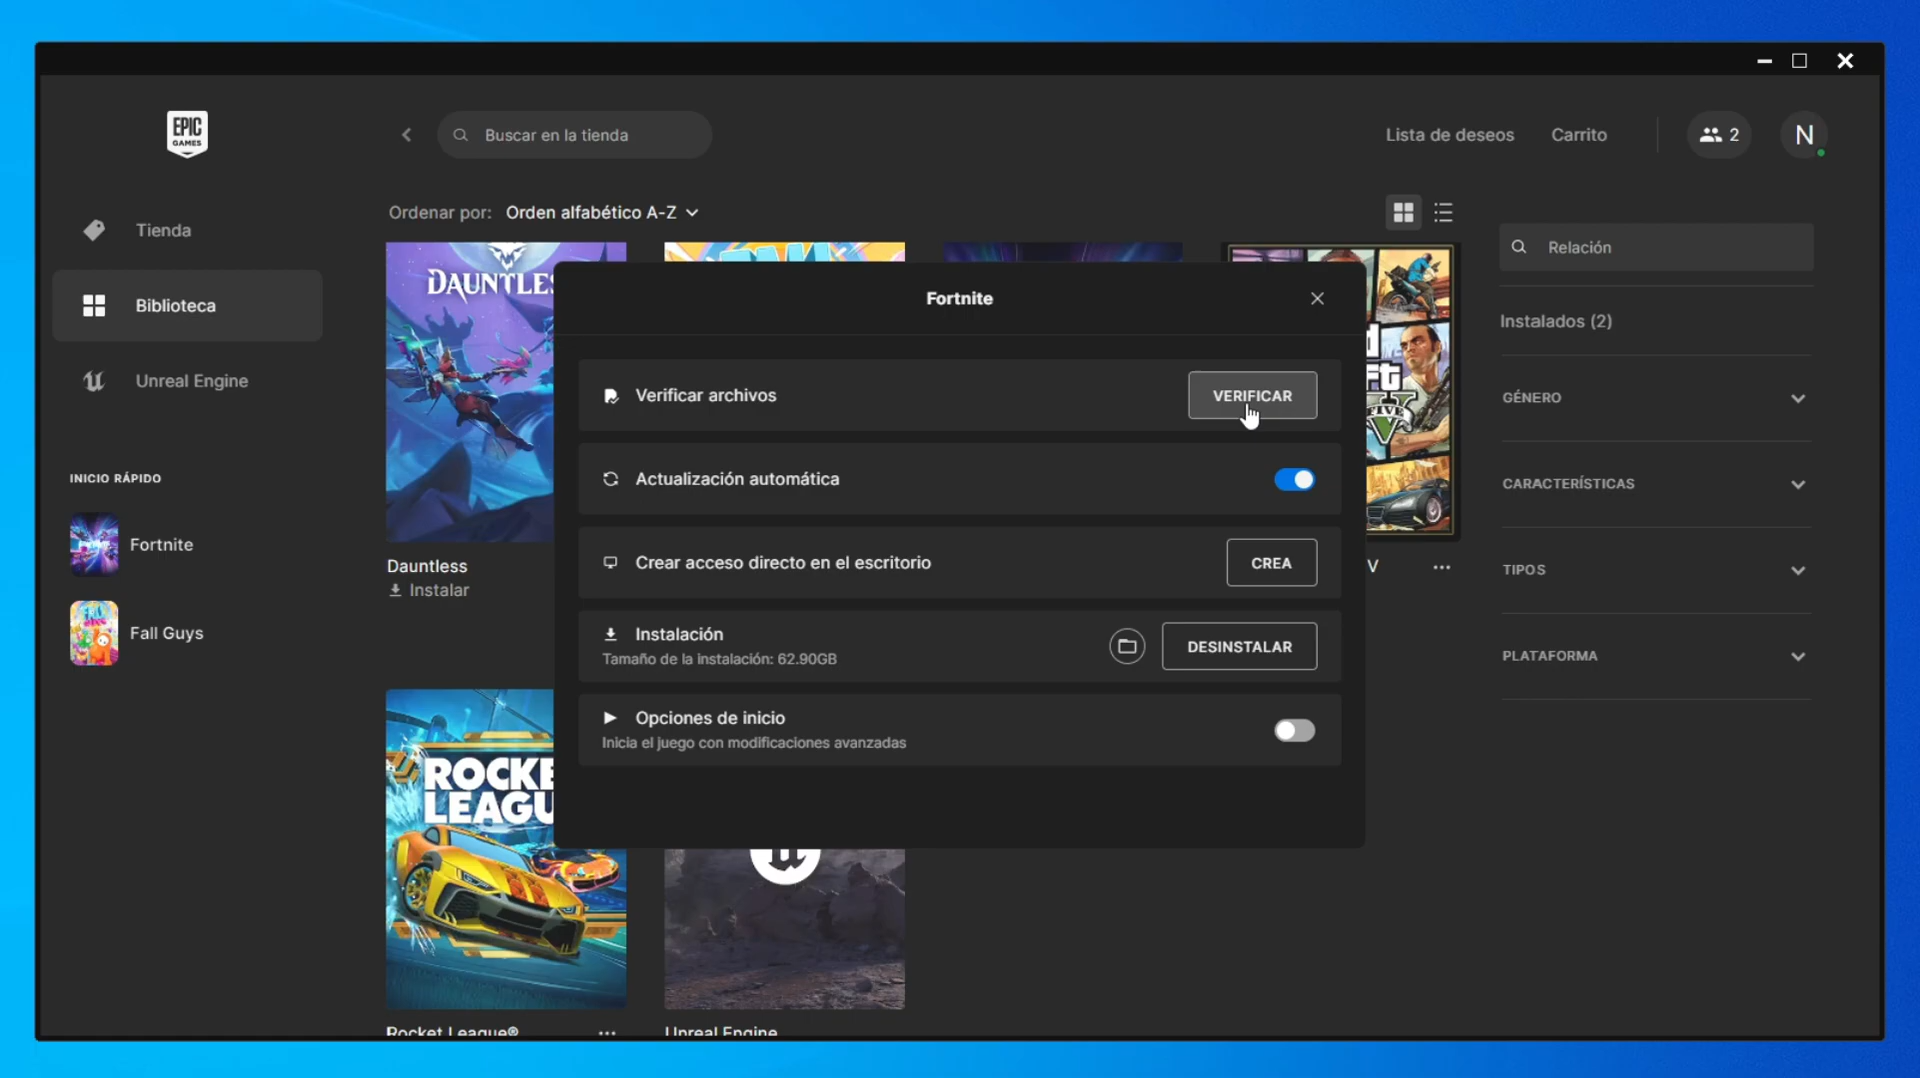 EPIC
GAMES
Buscar en la tienda
Lista de deseos
Carrito
2
N
Tienda
Biblioteca
Unreal Engine
INICIO RÁPIDO
Fortnite
Fall Guys
Ordenar por: Orden alfabético A-Z
DAUNTLES
Dauntless
Instalar
V
FIVE
ROCKE
LEAGU
Rocket League®
Unreal Engine
Fortnite
Verificar archivos
VERIFICAR
Actualización automática
Crear acceso directo en el escritorio
CREA
Instalación
Tamaño de la instalación: 62.90GB
DESINSTALAR
Opciones de inicio
Inicia el juego con modificaciones avanzadas
Relación
Instalados (2)
GÉNERO
CARACTERÍSTICAS
TIPOS
PLATAFORMA